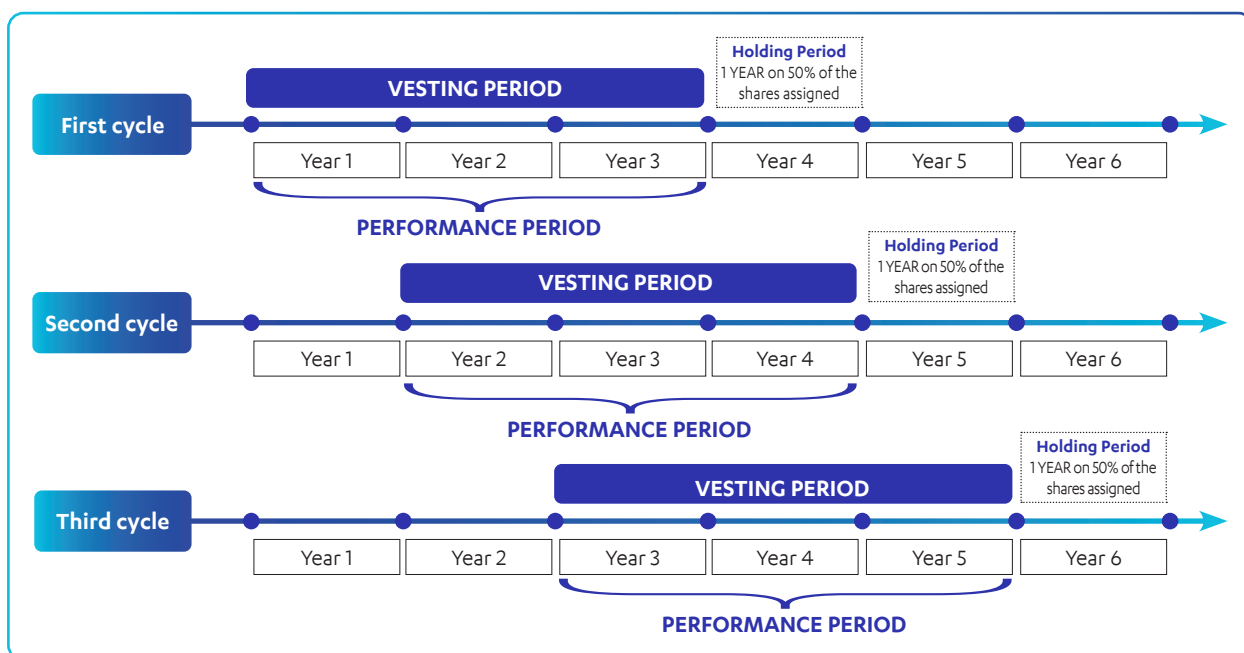 Holding Period
1 YEAR on 50% of the
shares assigned
VESTING PERIOD
First cycle
Year 1
Year 2
Year 3
Year 4
Year 5
Year 6
PERFORMANCE PERIOD
Holding Period
1 YEAR on 50% of the
shares assigned
VESTING PERIOD
Second cycle
Year 1
Year 2
Year 3
Year 4
Year 5
Year 6
PERFORMANCE PERIOD
Holding Period
1 YEAR on 50% of the
shares assigned
VESTING PERIOD
Third cycle
Year 1
Year 2
Year 3
Year 4
Year 5
Year 6
PERFORMANCE PERIOD